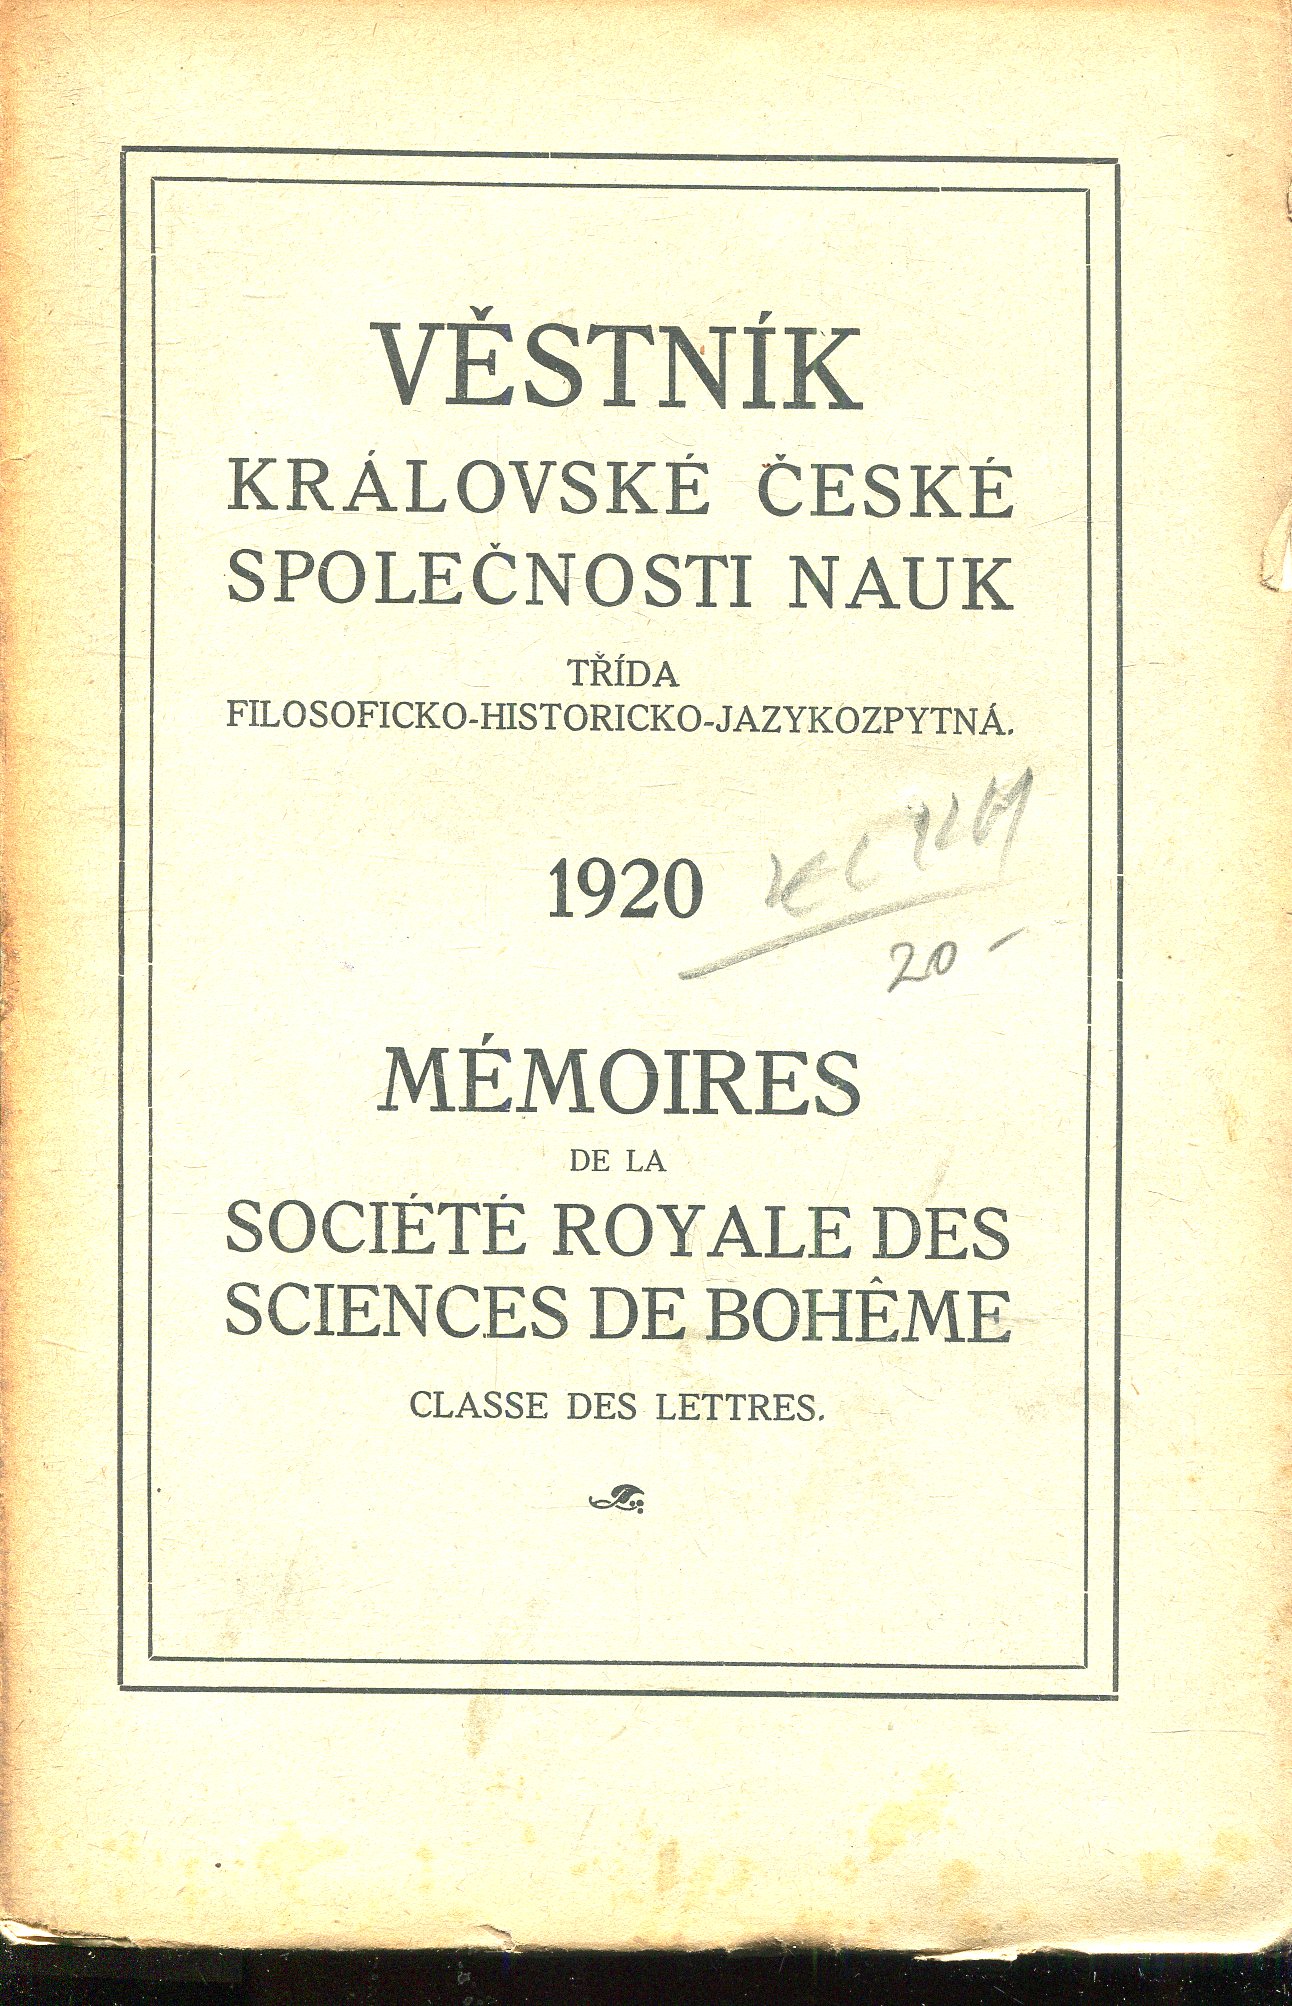 VĚSTNÍK
KRÁLOVSKÉ ČESKÉ
SPOLEČNOSTI NAUK
TŘÍDA
FILOSOFICKO-HISTORICKO-JAZYKOZPYTNÁ.
1920
20 -
MÉMOIRES
DE LA
SOCIÉTÉ ROYALE DES
SCIENCES DE BOHÊME
CLASSE DES LETTRES.